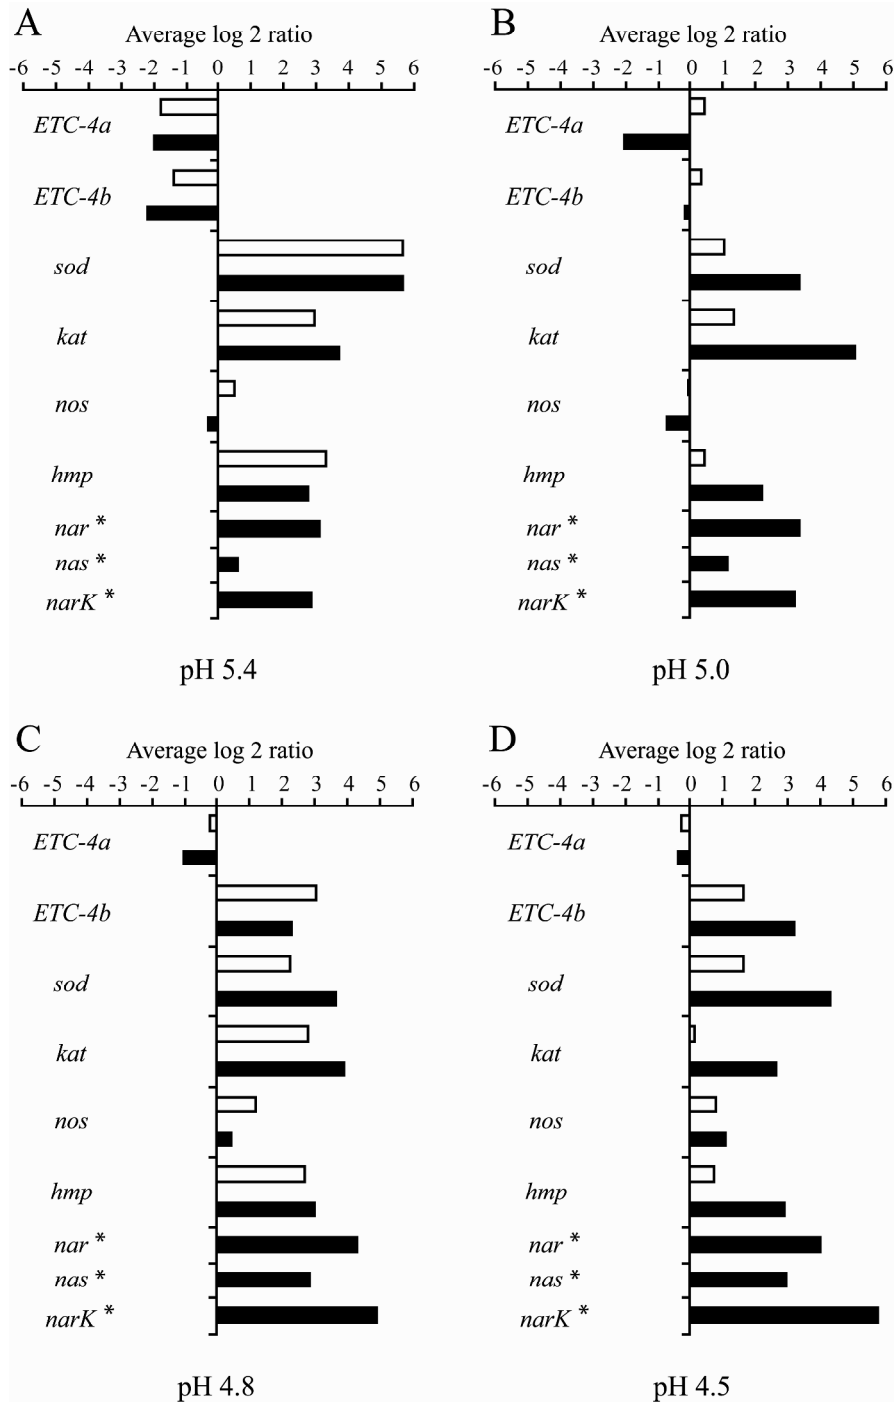 A
Average log 2 ratio
-6 -5 -4 -3 -2 -1 0 1 2 3 4 5 6
ETC-4a
ETC-4b
sod
kat
nos
hmp
nar *
nas *
narK *
pH 5.4
B
Average log 2 ratio
-6 -5 -4 -3 -2 -1 0 1 2 3 4 5 6
ETC-4a
ETC-4b
sod
kat
nos
hmp
nar *
nas *
narK *
pH 5.0
C
Average log 2 ratio
-6 -5 -4 -3 -2 -1 0 1 2 3 4 5 6
ETC-4a
ETC-4b
sod
kat
nos
hmp
nar *
nas *
narK *
pH 4.8
D
Average log 2 ratio
-6 -5 -4 -3 -2 -1 0 1 2 3 4 5 6
ETC-4a
ETC-4b
sod
kat
nos
hmp
nar *
nas *
narK *
pH 4.5